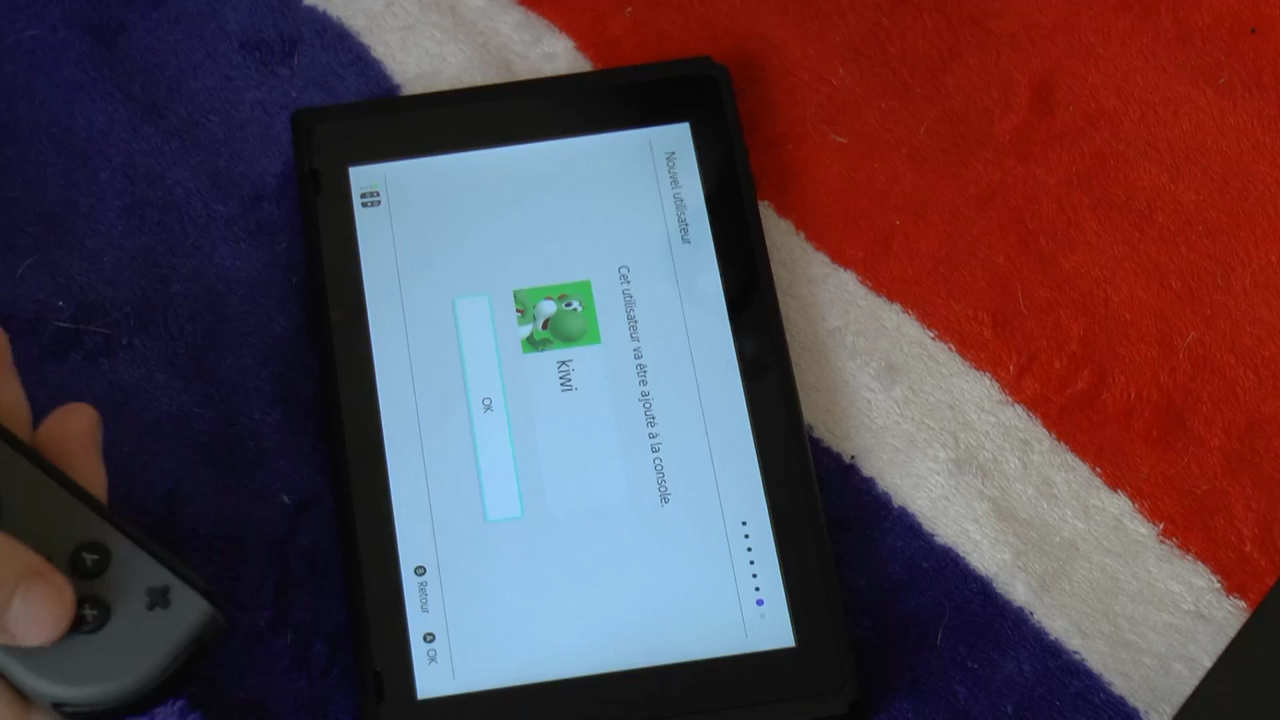 Nouvel utilisateur
Cet utilisateur va être ajouté à la console.
kiwi
OK
B Retour A OK
Y
X